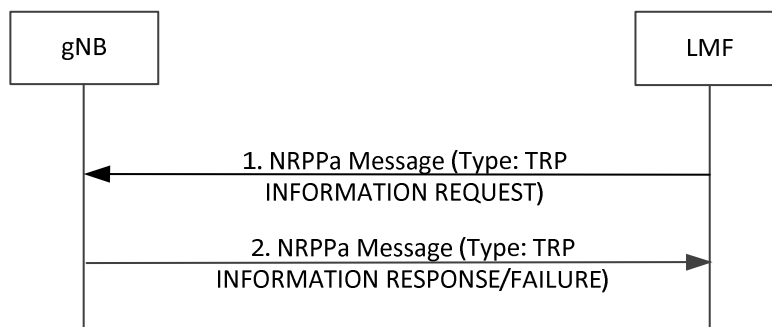 gNB
LMF
1. NRPPa Message (Type: TRP
INFORMATION REQUEST)
2. NRPPa Message (Type: TRP
INFORMATION RESPONSE/FAILURE)